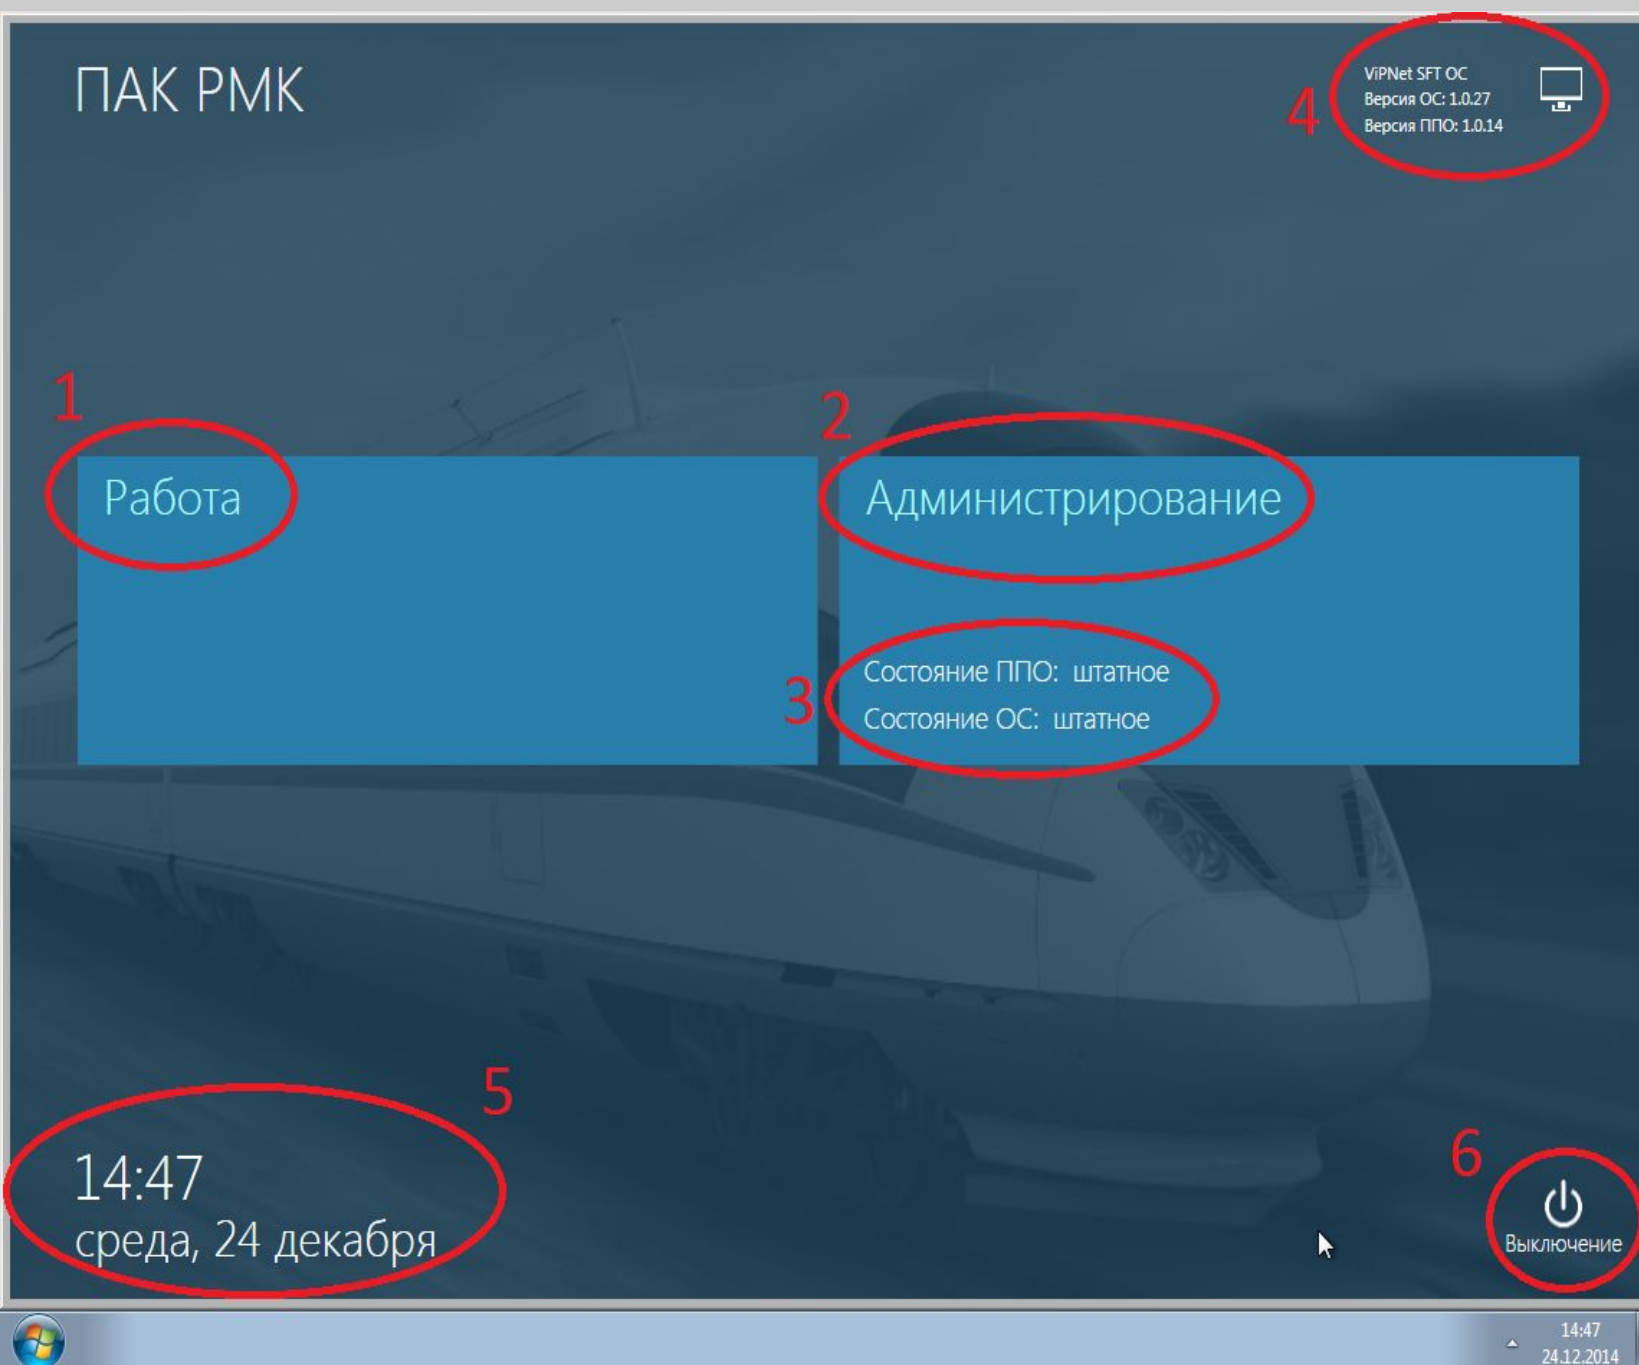 ПАК РМК
4
ViPNet SFT ОС
Версия ОС: 1.0.27
Версия ППО: 1.0.14
1
2
Работа
Администрирование
3
Состояние ППО: штатное
Состояние ОС: штатное
5
14:47
среда, 24 декабря
6
Выключение
14:47
24.12.2014